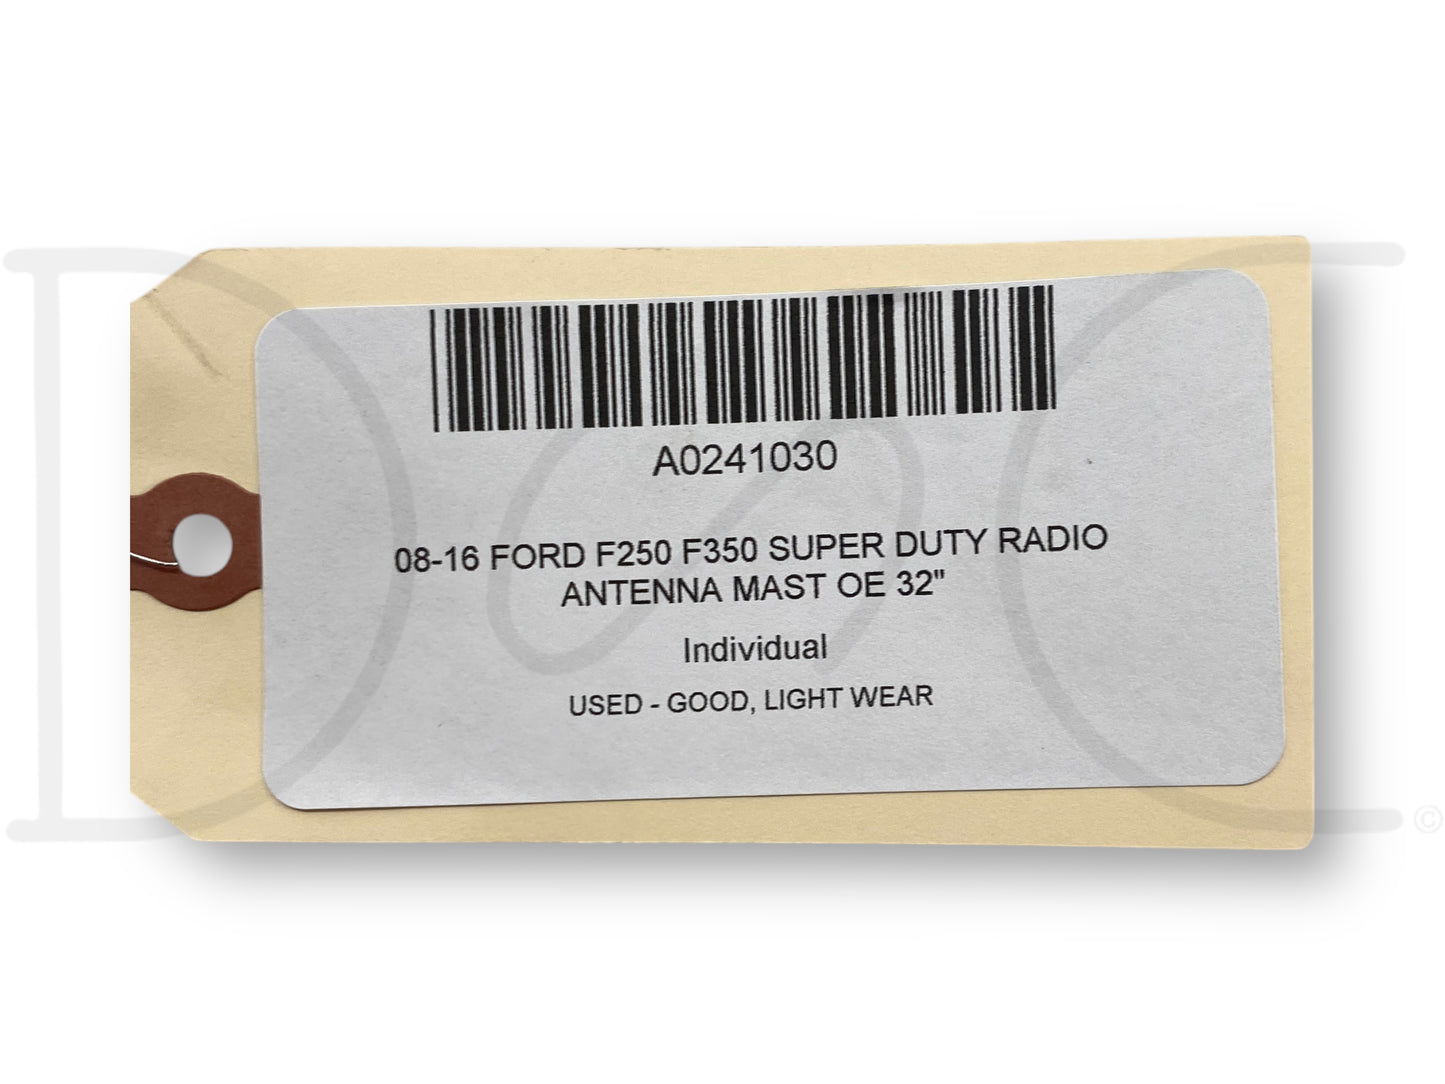 A0241030
08-16 FORD F250 F350 SUPER DUTY RADIO
ANTENNA MAST OE 32"
Individual
USED - GOOD, LIGHT WEAR
D C ©